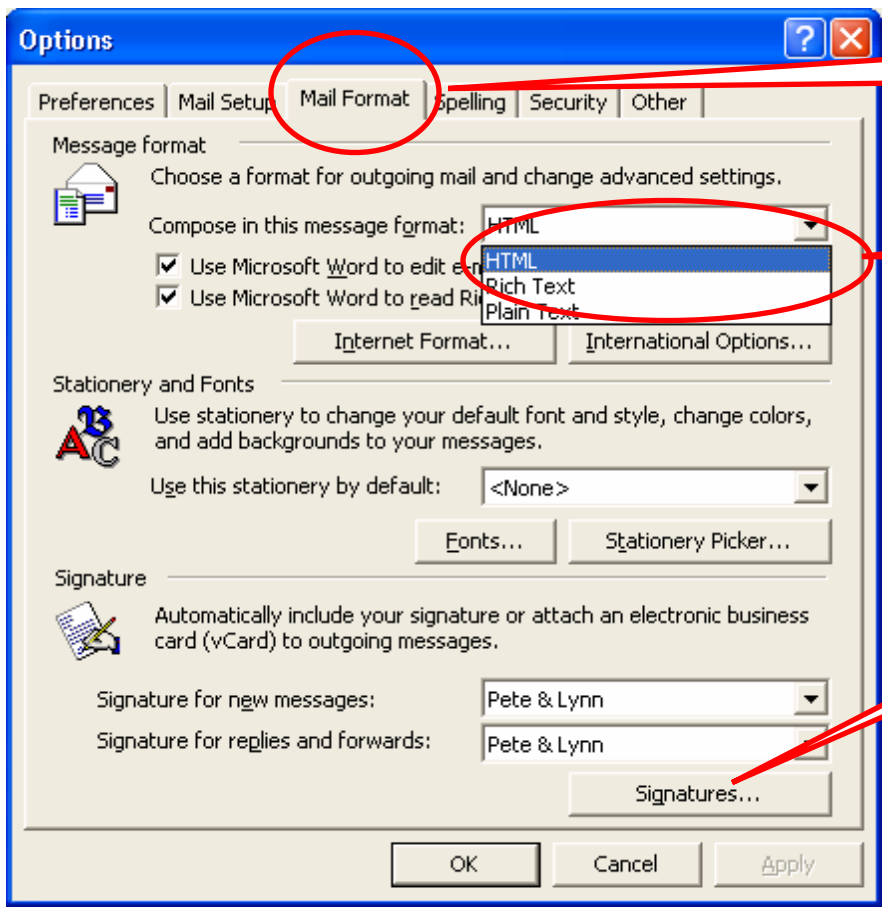 Options
Preferences Mail Setup Mail Format Spelling Security Other
Message format
Choose a format for outgoing mail and change advanced settings.
Compose in this message format: HTML
Use Microsoft Word to edit e-
HTML
Use Microsoft Word to read Ri
Rich Text
Plain Text
Internet Format... International Options...
Stationery and Fonts
Use stationery to change your default font and style, change colors,
and add backgrounds to your messages.
Use this stationery by default: <None>
Fonts... Stationery Picker...
Signature
Automatically include your signature or attach an electronic business
card (vCard) to outgoing messages.
Signature for new messages: Pete & Lynn
Signature for replies and forwards: Pete & Lynn
Signatures...
OK Cancel Apply